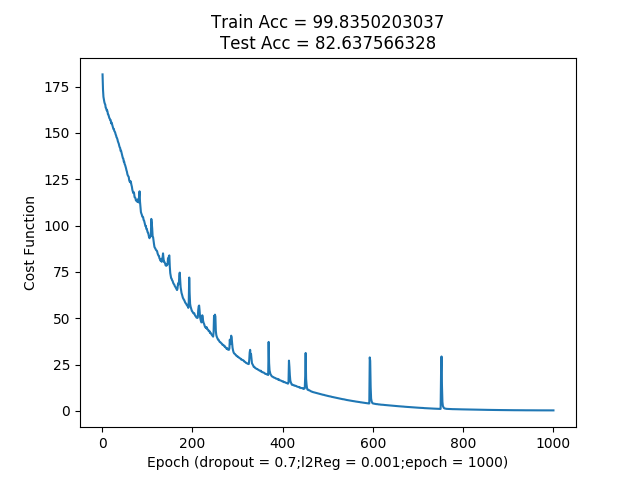 Train Acc = 99.8350203037
Test Acc = 82.637566328
175
150
125
100
75
50
25
0
Cost Function
0 200 400 600 800 1000
Epoch (dropout = 0.7;l2Reg = 0.001;epoch = 1000)